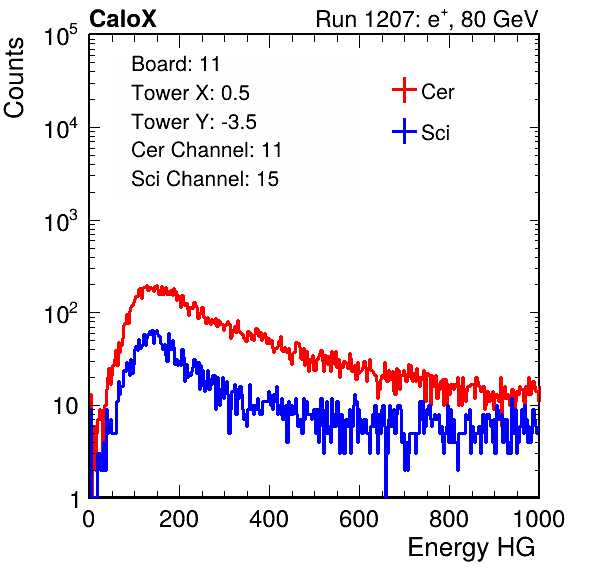 CaloX Run 1207: e⁺, 80 GeV
Counts
Board: 11
Tower X: 0.5
Tower Y: -3.5
Cer Channel: 11
Sci Channel: 15
Cer
Sci
10⁵
10⁴
10³
10²
10
1
0 200 400 600 800 1000
Energy HG